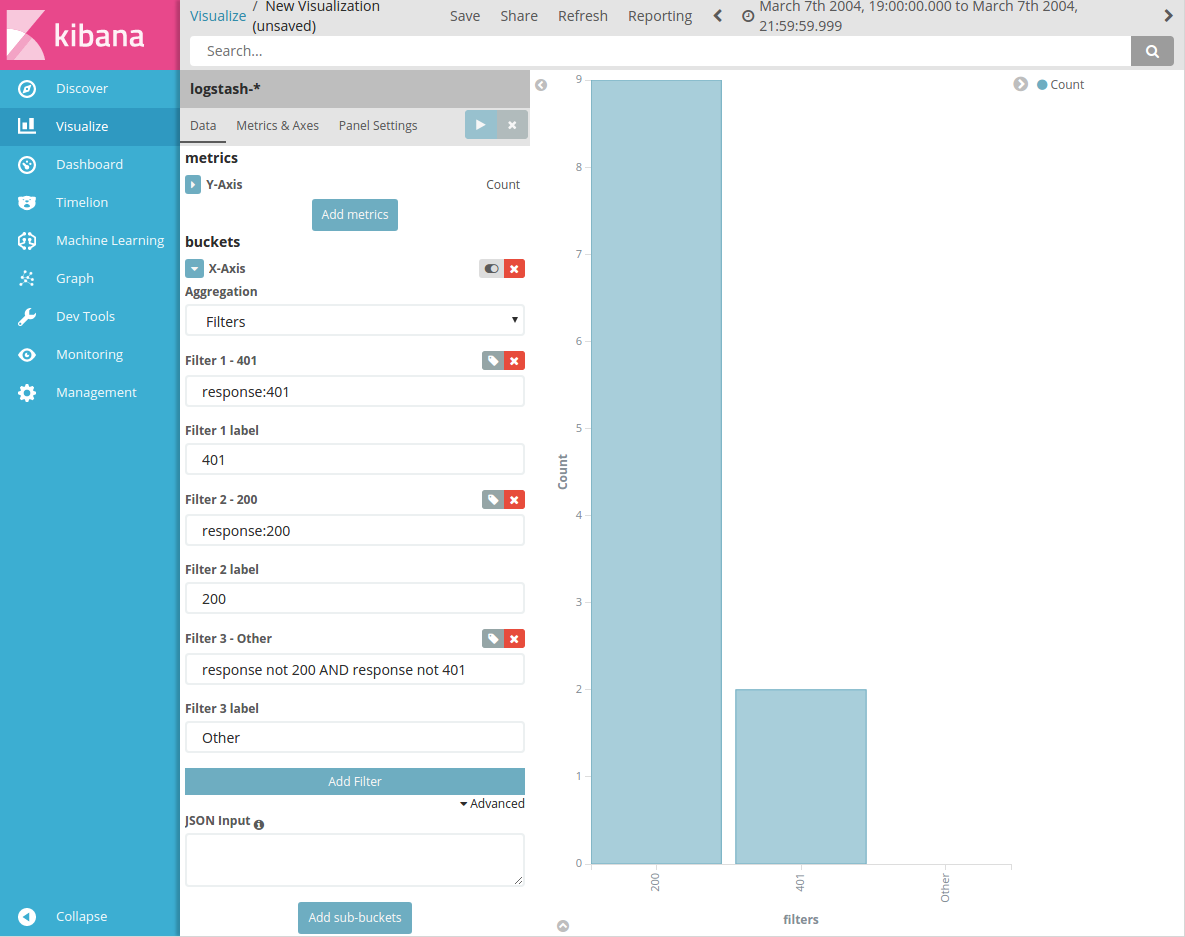 kibana
Discover
Visualize
Dashboard
Timelion
Machine Learning
Graph
Dev Tools
Monitoring
Management
Collapse
Visualize / New Visualization (unsaved)
Save Share Refresh Reporting
March 7th 2004, 19:00:00.000 to March 7th 2004,
21:59:59.999
Search...
logstash-*
Data Metrics & Axes Panel Settings
metrics
Y-Axis Count
Add metrics
buckets
X-Axis
Aggregation
Filters
Filter 1 - 401
response:401
Filter 1 label
401
Filter 2 - 200
response:200
Filter 2 label
200
Filter 3 - Other
response not 200 AND response not 401
Filter 3 label
Other
Add Filter
Advanced
JSON Input
Add sub-buckets
Count
9
8
7
6
5
4
3
2
1
0
Count
200
401
Other
filters